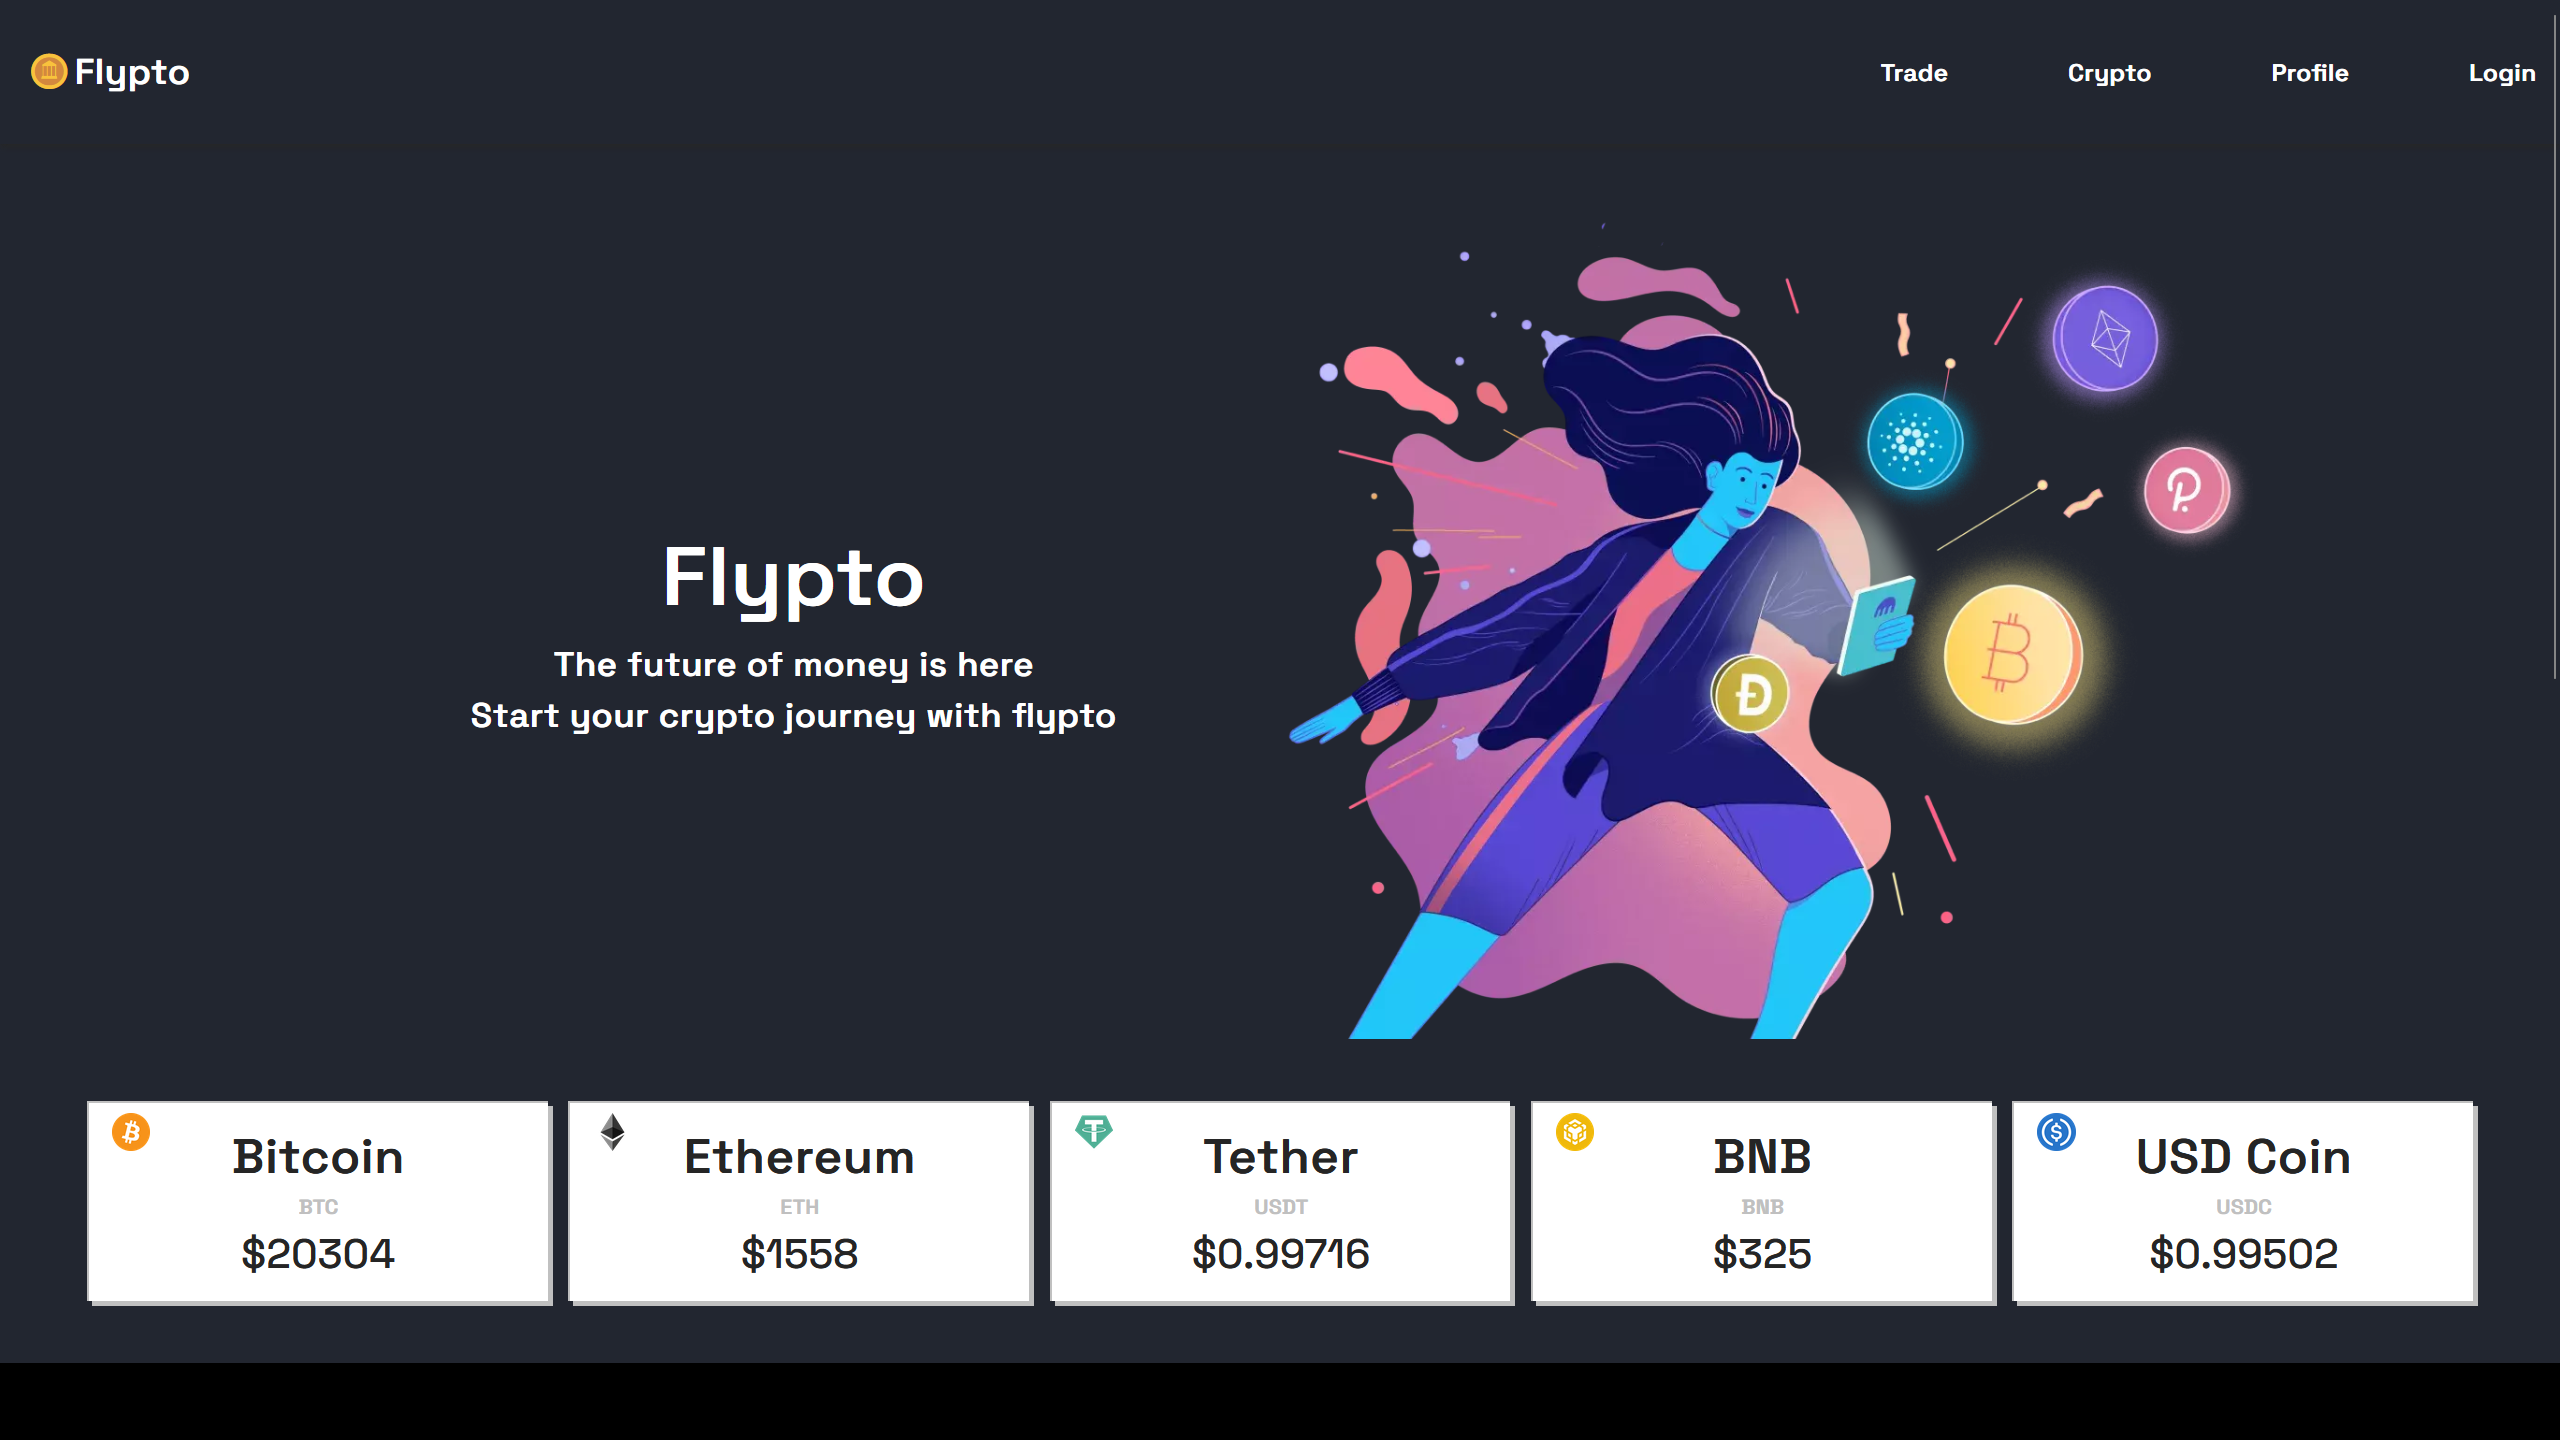 Flypto
Trade
Crypto
Profile
Login
Flypto
The future of money is here
Start your crypto journey with flypto
Bitcoin
BTC
$20304
Ethereum
ETH
$1558
Tether
USDT
$0.99716
BNB
BNB
$325
USD Coin
USDC
$0.99502